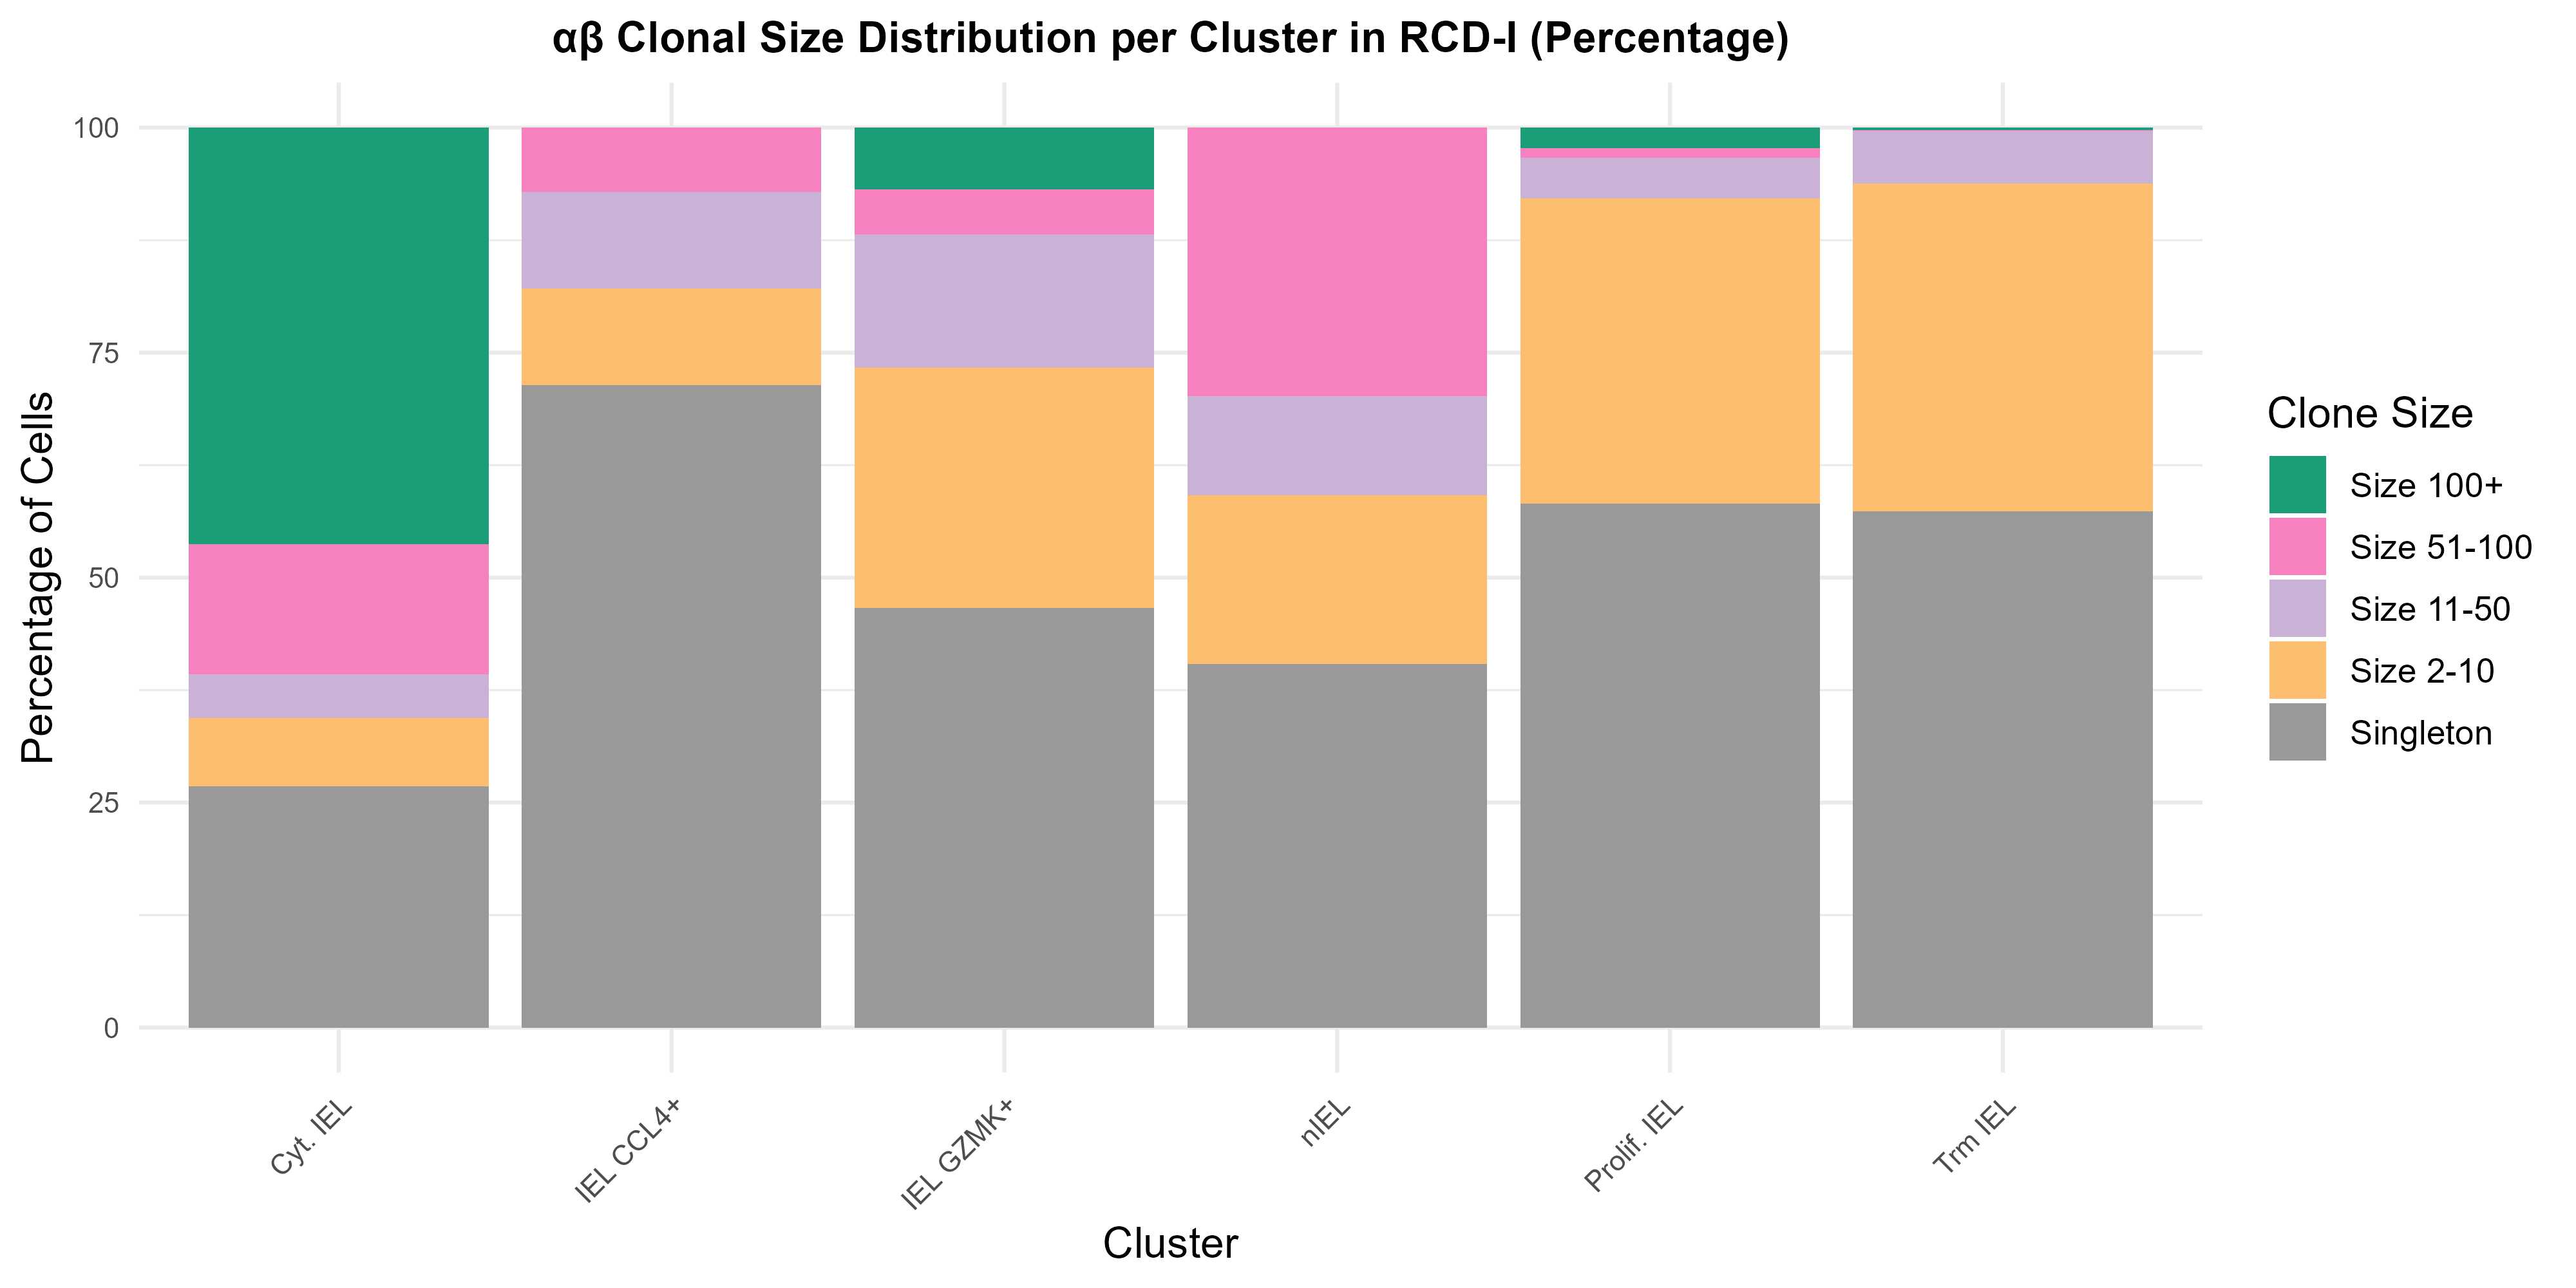 αβ Clonal Size Distribution per Cluster in RCD-I (Percentage)
Percentage of Cells
100
75
50
25
0
Cyt. IEL
IEL CCL4+
IEL GZMK+
nIEL
Prolif. IEL
Trm IEL
Cluster
Clone Size
Size 100+
Size 51-100
Size 11-50
Size 2-10
Singleton